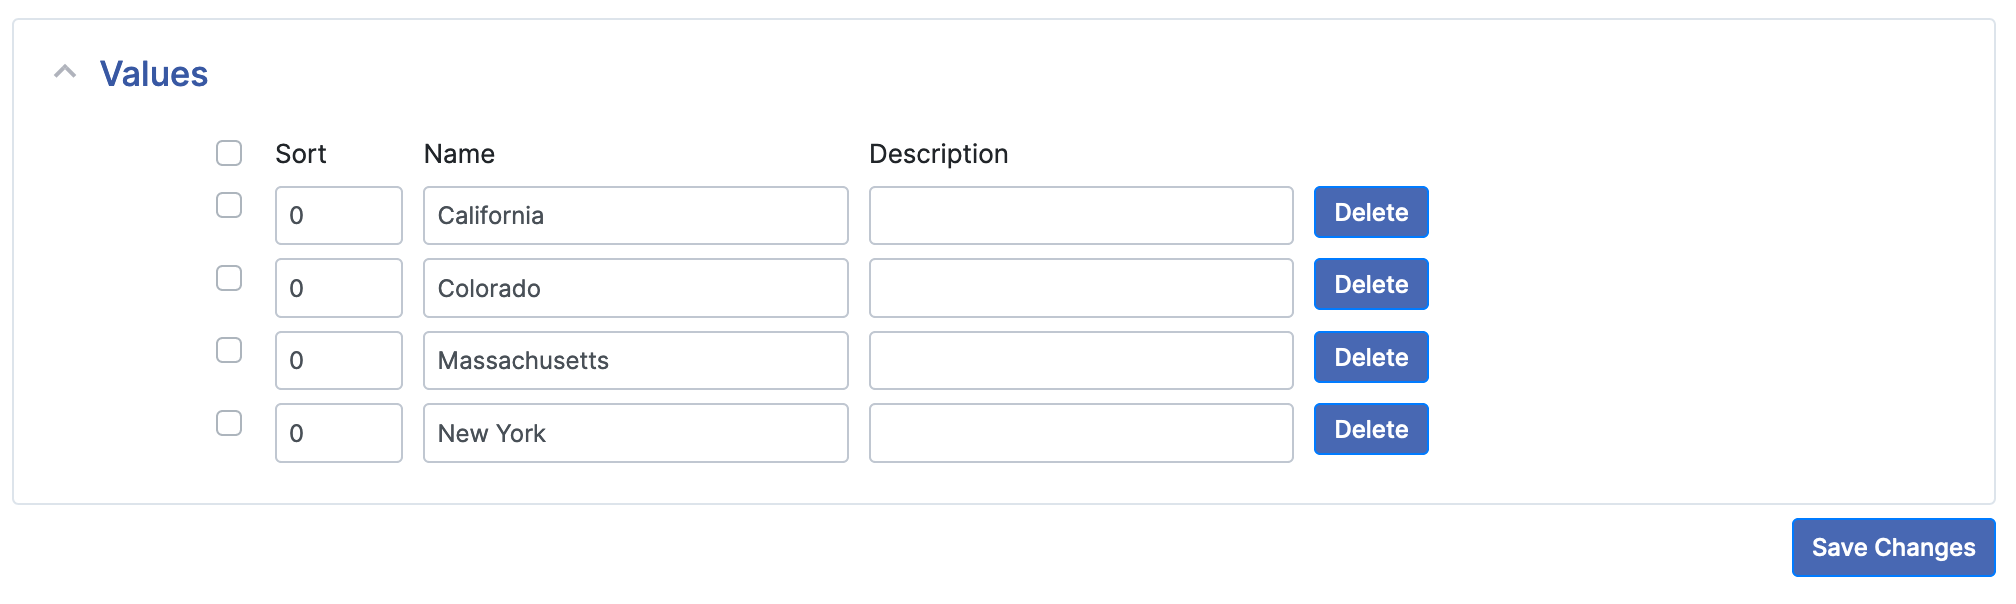 Values
Sort Name Description
0 California Delete
0 Colorado Delete
0 Massachusetts Delete
0 New York Delete
Save Changes